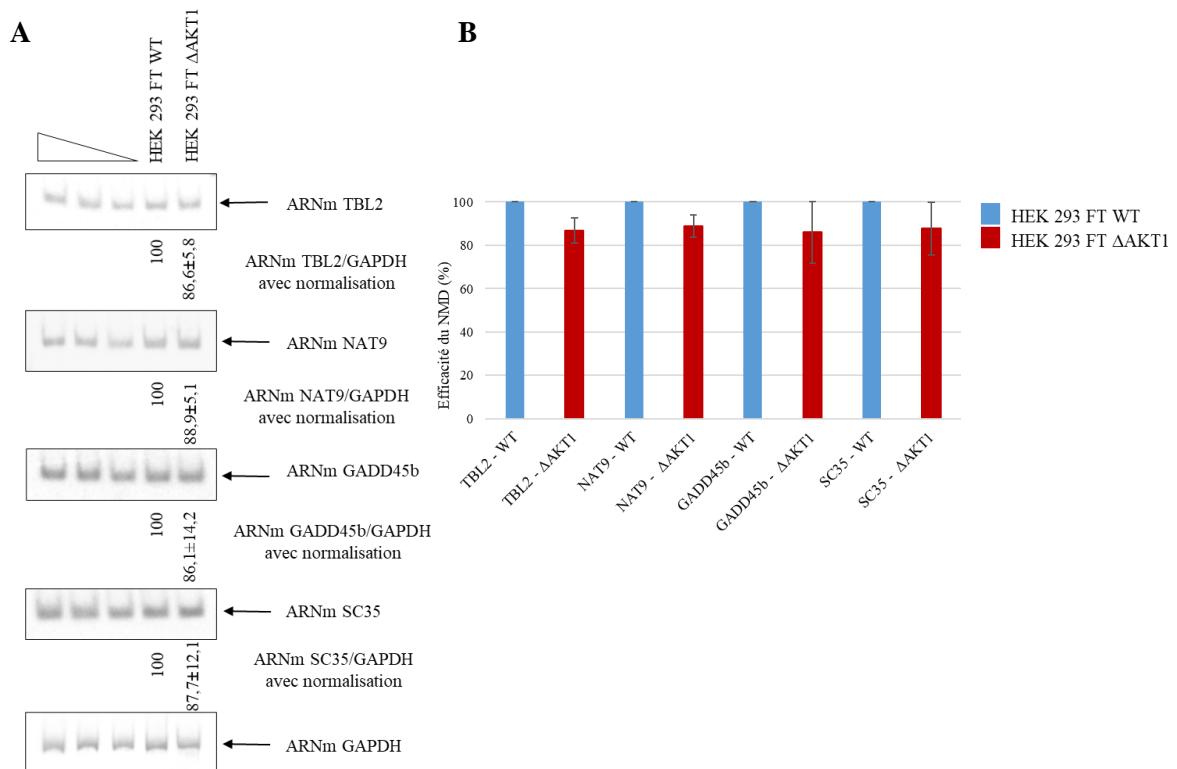 A
HEK 293 FT WT
HEK 293 FT ΔAKT1
ARNm TBL2
100
86,6±5,8
ARNm TBL2/GAPDH
avec normalisation
ARNm NAT9
100
88,9±5,1
ARNm NAT9/GAPDH
avec normalisation
ARNm GADD45b
100
86,1±14,2
ARNm GADD45b/GAPDH
avec normalisation
ARNm SC35
100
87,7±12,1
ARNm SC35/GAPDH
avec normalisation
ARNm GAPDH
B
Efficacité du NMD (%)
100
80
60
40
20
0
TBL2 - WT
TBL2 - ΔAKT1
NAT9 - WT
NAT9 - ΔAKT1
GADD45b - WT
GADD45b - ΔAKT1
SC35 - WT
SC35 - ΔAKT1
HEK 293 FT WT
HEK 293 FT ΔAKT1